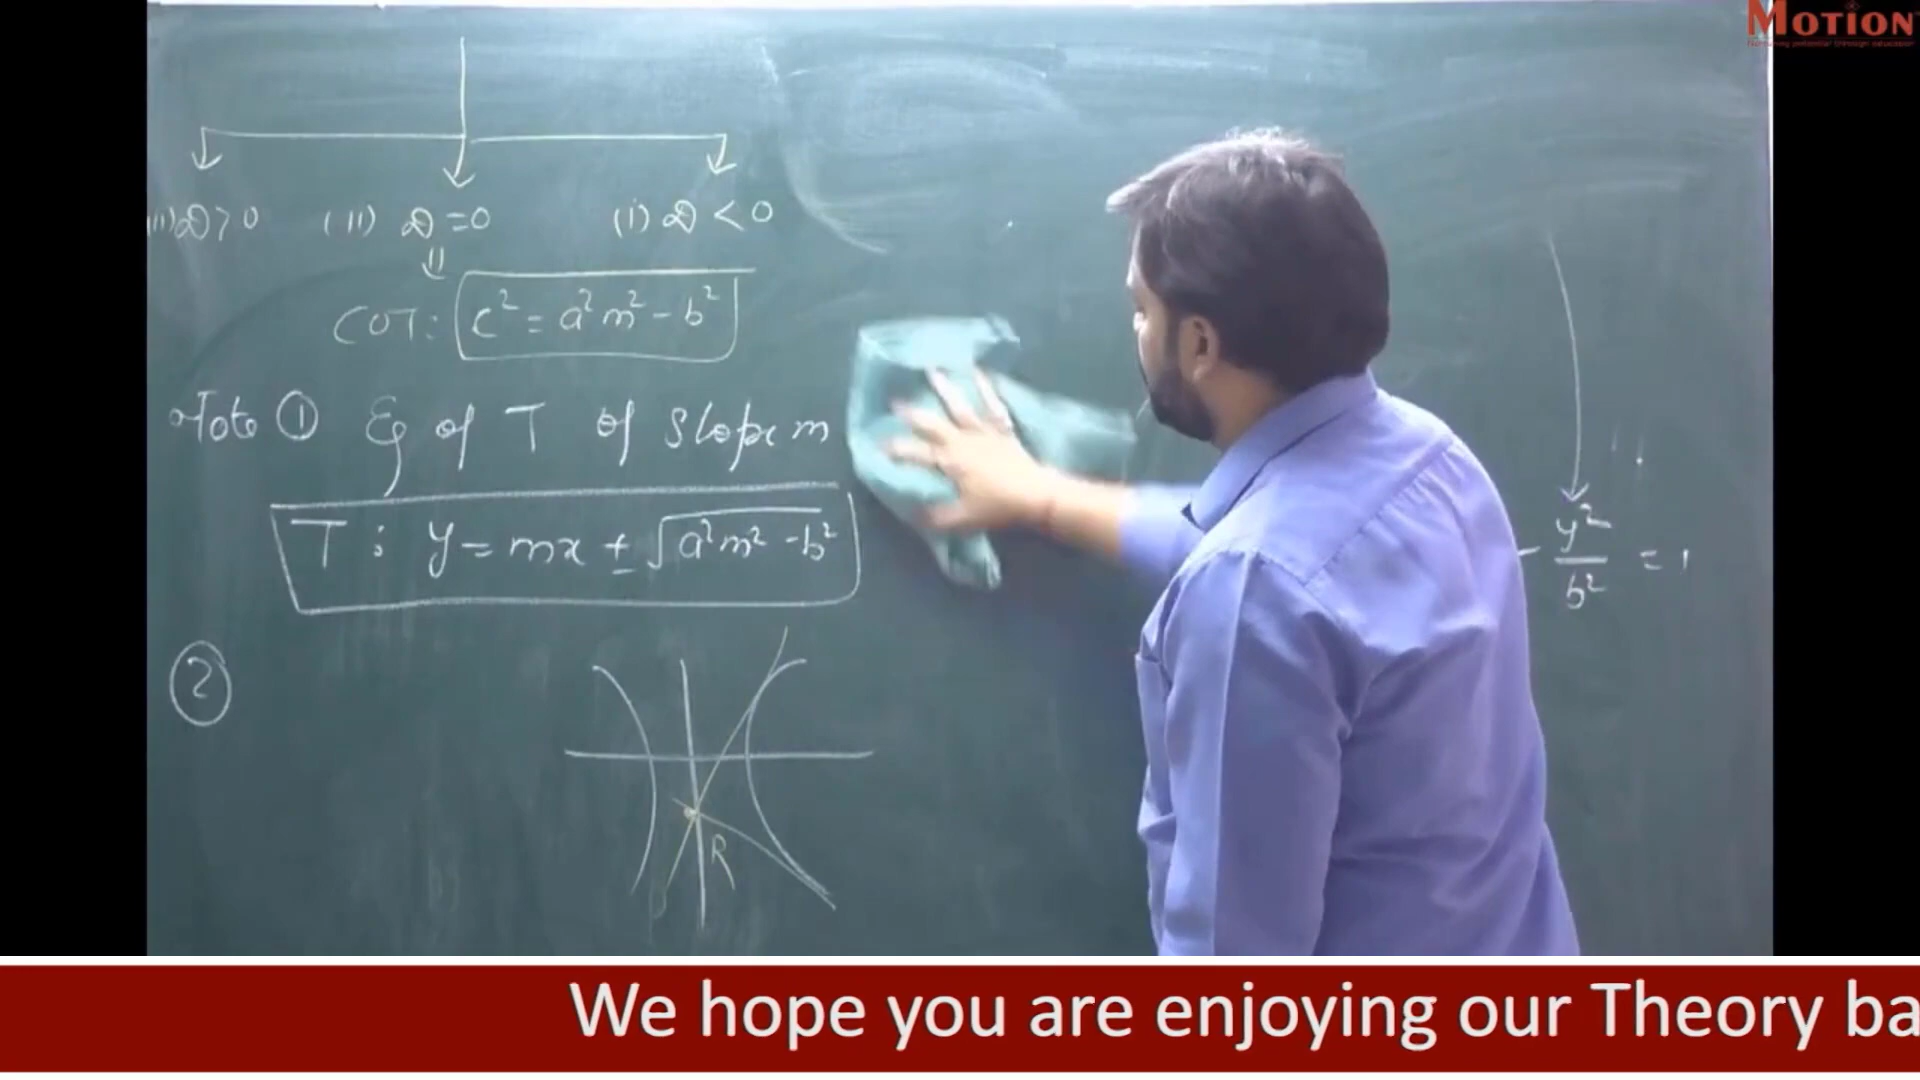 MOTION
(iii) D > 0 (ii) D = 0 (i) D < 0
⇓
COT: c² = a²m² - b²
Note ① Eq of T of Slope m
T : y = mx ± √a²m² - b²
②
R
- y²/b² = 1
We hope you are enjoying our Theory ba